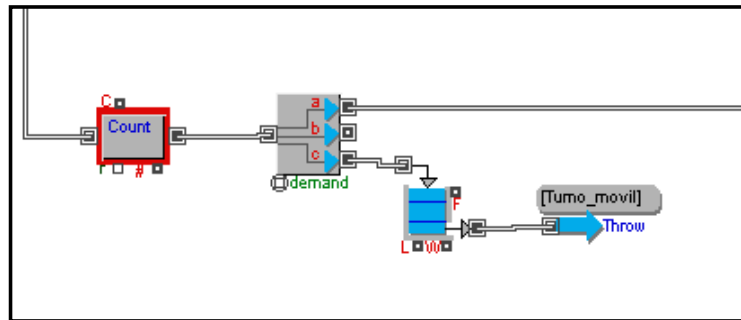 C
Count
r #
a
b
c
demand
F
L W
[Turno_movil]
Throw